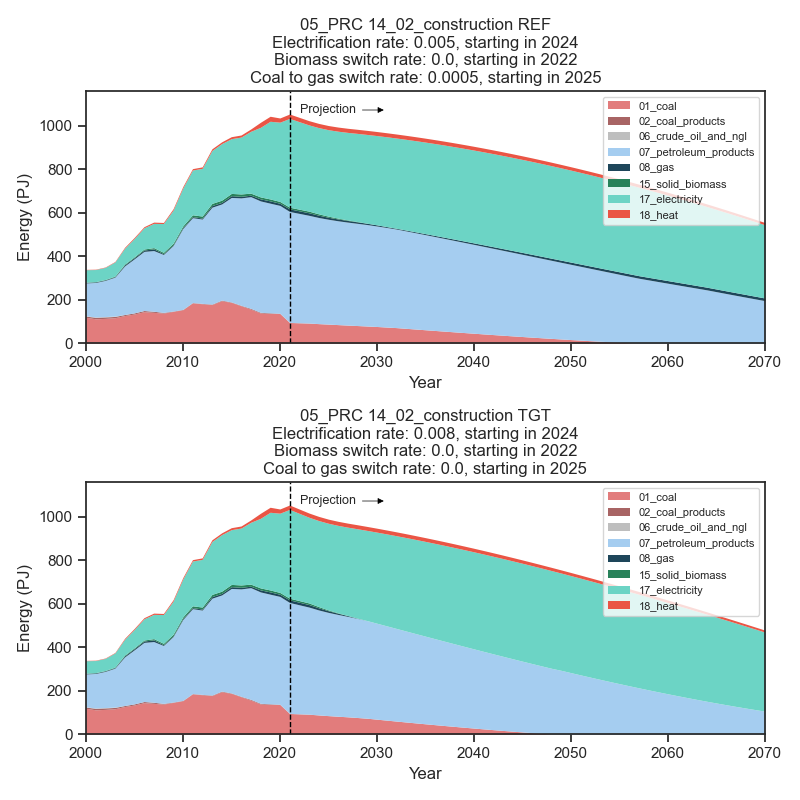 05_PRC 14_02_construction REF
Electrification rate: 0.005, starting in 2024
Biomass switch rate: 0.0, starting in 2022
Coal to gas switch rate: 0.0005, starting in 2025
Projection
01_coal
02_coal_products
06_crude_oil_and_ngl
07_petroleum_products
08_gas
15_solid_biomass
17_electricity
18_heat
Energy (PJ)
1000
800
600
400
200
0
2000 2010 2020 2030 2040 2050 2060 2070
Year
05_PRC 14_02_construction TGT
Electrification rate: 0.008, starting in 2024
Biomass switch rate: 0.0, starting in 2022
Coal to gas switch rate: 0.0, starting in 2025
Projection
01_coal
02_coal_products
06_crude_oil_and_ngl
07_petroleum_products
08_gas
15_solid_biomass
17_electricity
18_heat
Energy (PJ)
1000
800
600
400
200
0
2000 2010 2020 2030 2040 2050 2060 2070
Year